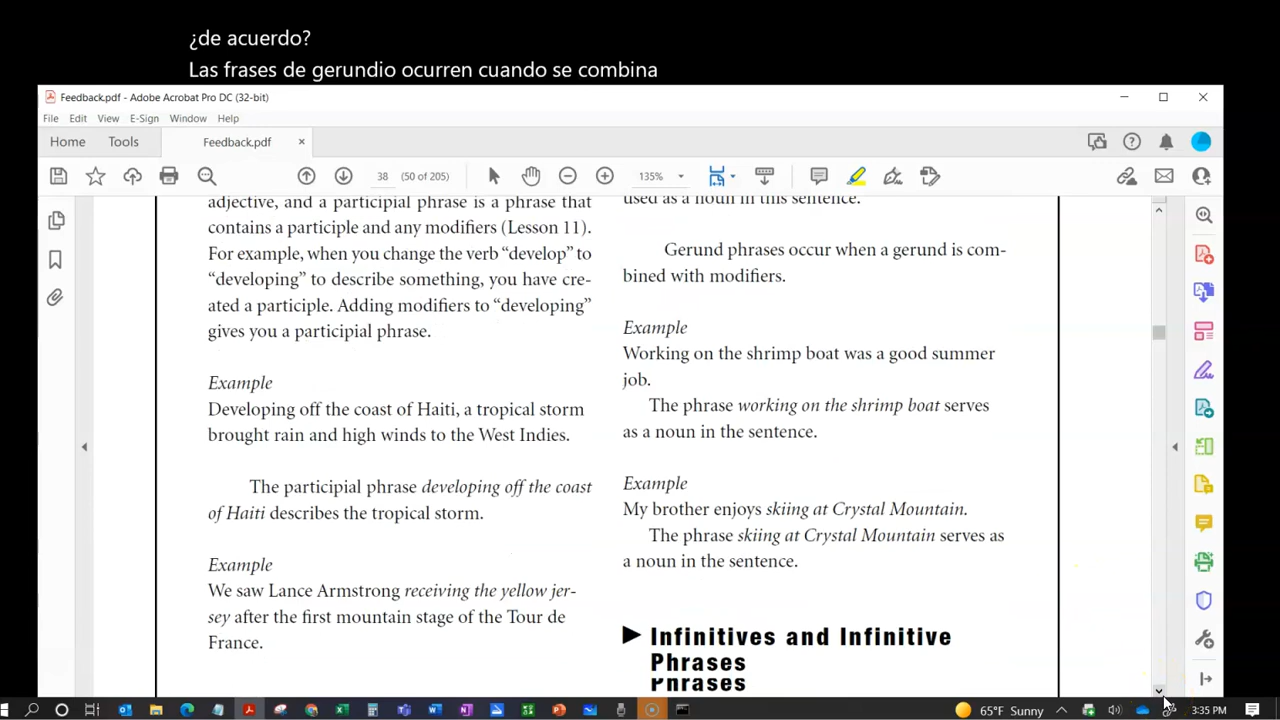 ¿de acuerdo?
Las frases de gerundio ocurren cuando se combina
Feedback.pdf - Adobe Acrobat Pro DC (32-bit)
File Edit View E-Sign Window Help
Home Tools Feedback.pdf ×
38 (50 of 205) 135%
adjective, and a participial phrase is a phrase that
contains a participle and any modifiers (Lesson 11).
For example, when you change the verb “develop” to
“developing” to describe something, you have cre-
ated a participle. Adding modifiers to “developing”
gives you a participial phrase.
Example
Developing off the coast of Haiti, a tropical storm
brought rain and high winds to the West Indies.
The participial phrase developing off the coast
of Haiti describes the tropical storm.
Example
We saw Lance Armstrong receiving the yellow jer-
sey after the first mountain stage of the Tour de
France.
used as a noun in this sentence.
Gerund phrases occur when a gerund is com-
bined with modifiers.
Example
Working on the shrimp boat was a good summer
job.
The phrase working on the shrimp boat serves
as a noun in the sentence.
Example
My brother enjoys skiing at Crystal Mountain.
The phrase skiing at Crystal Mountain serves as
a noun in the sentence.
Infinitives and Infinitive
Phrases
Phrases
65°F Sunny 3:35 PM